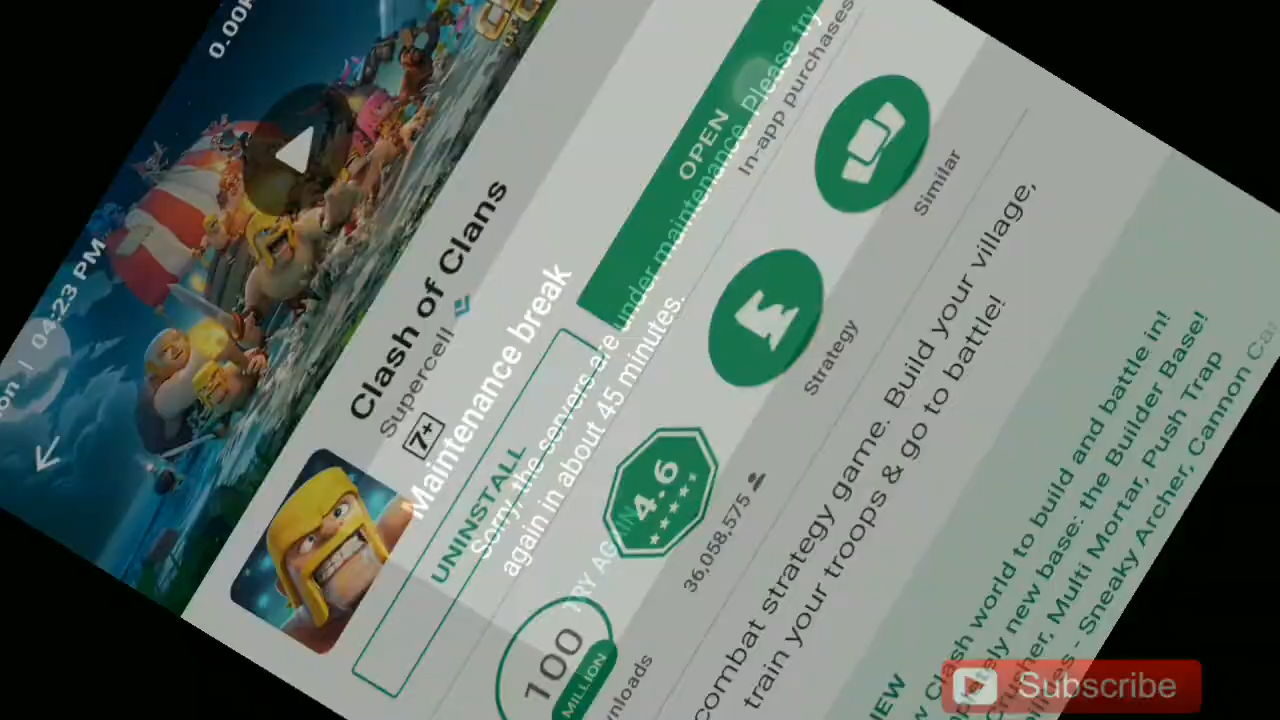 0.00
04:23 PM
Clash of Clans
Supercell
7+
UNINSTALL
OPEN
In-app purchases
Maintenance break
Sorry, the servers are under maintenance. Please try
again in about 45 minutes.
TRY AGAIN
100
MILLION
4.6
36,058,575
Strategy
Similar
combat strategy game. Build your village,
train your troops & go to battle!
Clash world to build and battle in!
new base: the Builder Base!
Crusher, Multi Mortar, Push Trap
- Sneaky Archer, Cannon
Subscribe